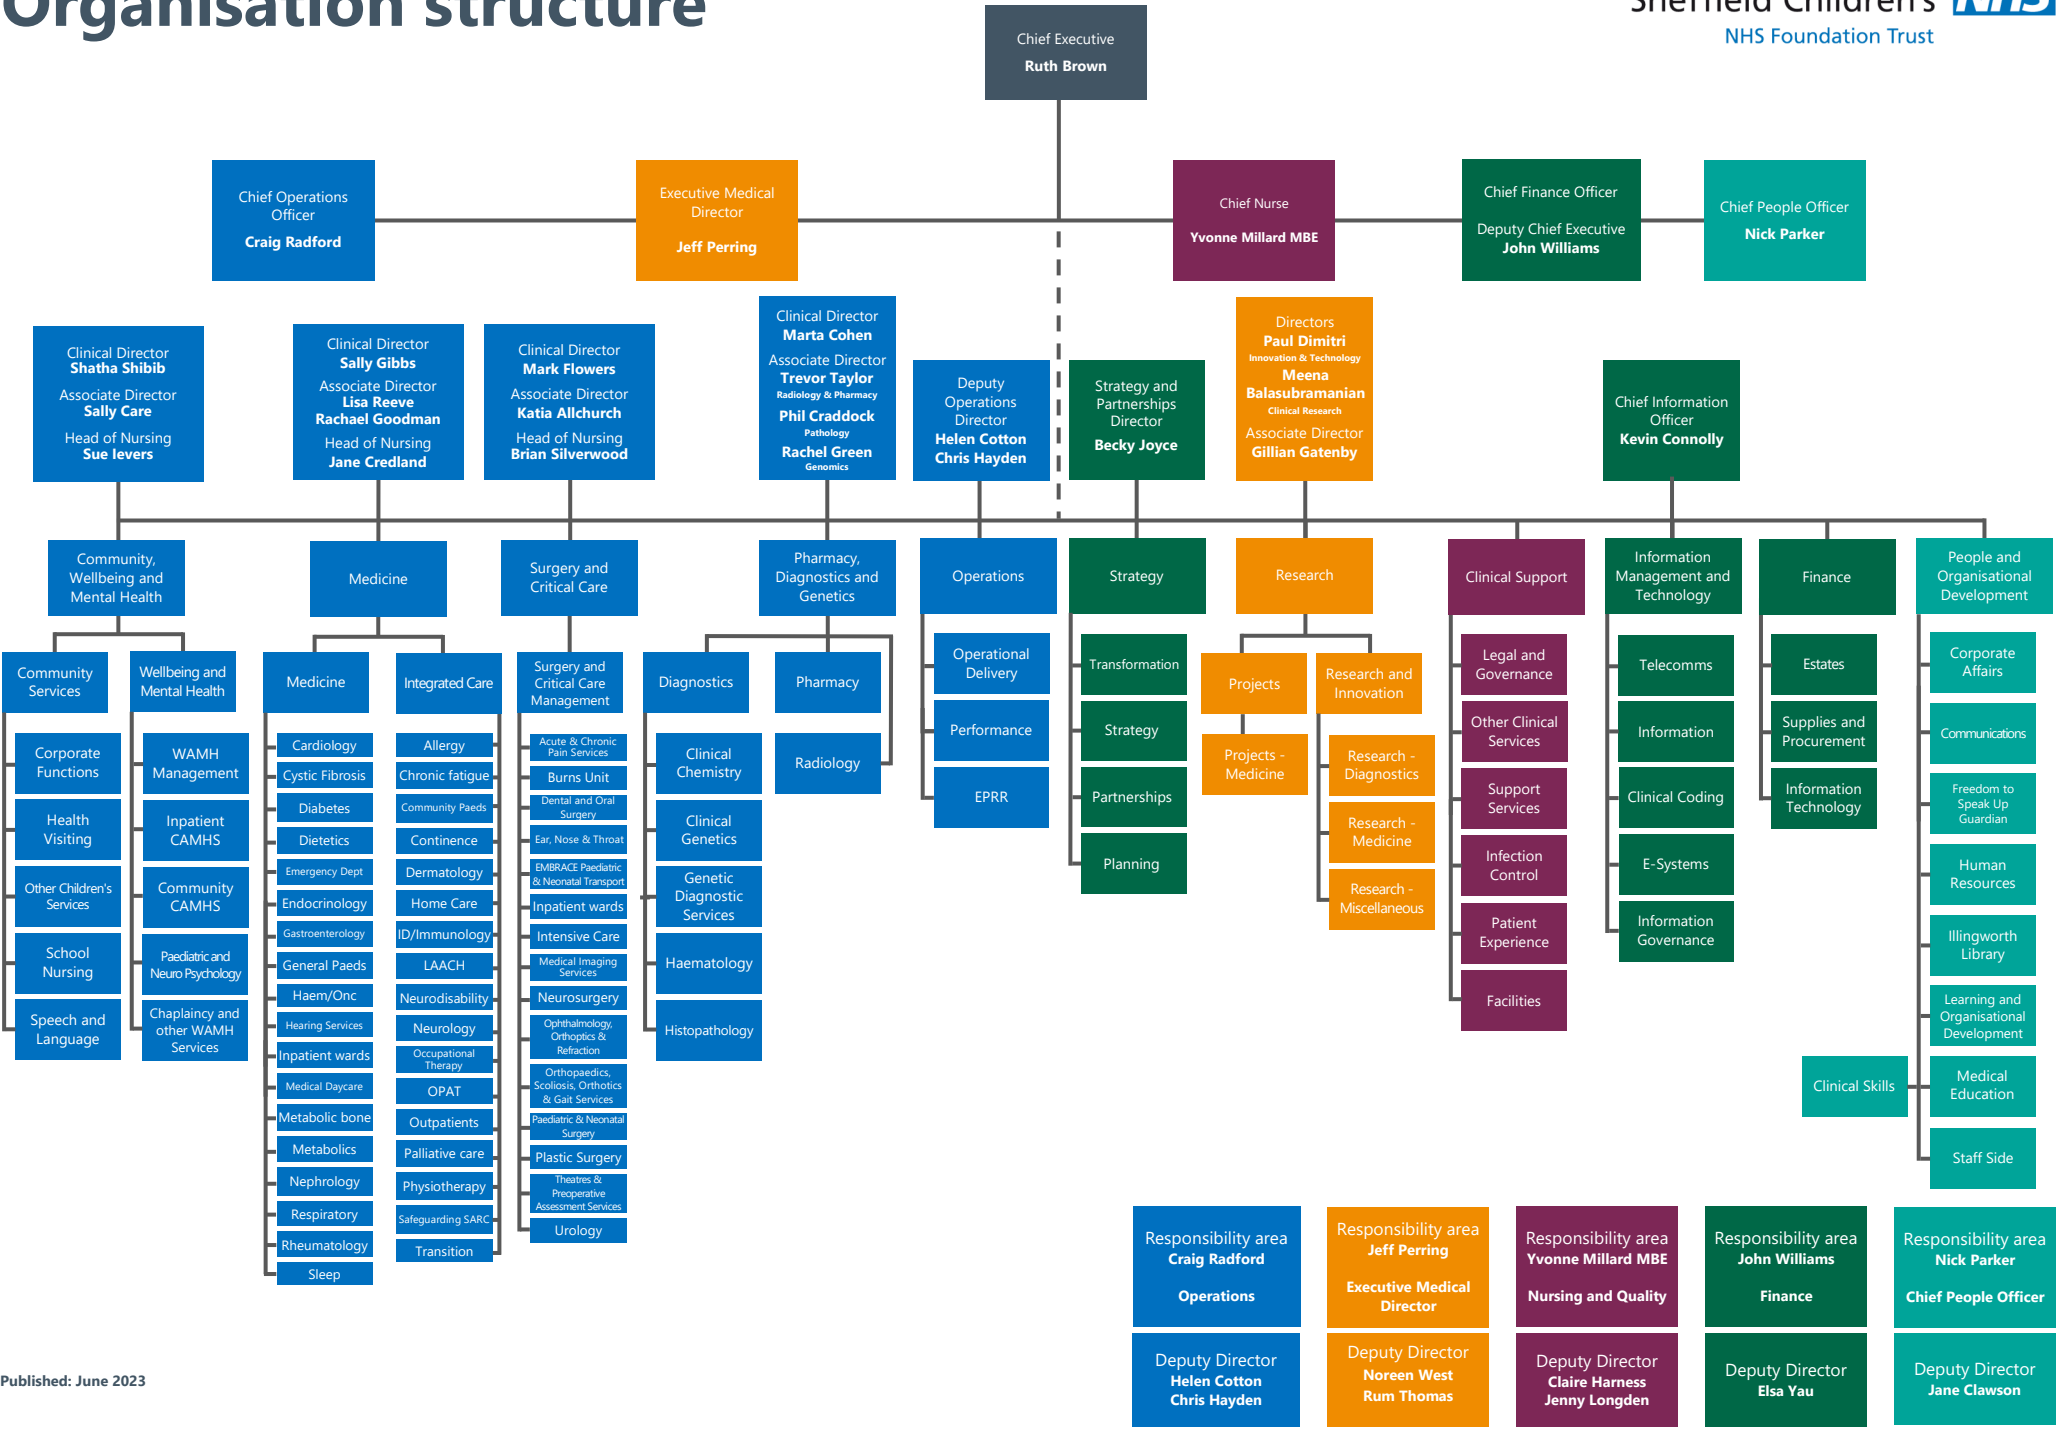 Organisation structure
Sheffield Children's NHS
NHS Foundation Trust
Chief Executive
Ruth Brown
Chief Operations
Officer
Craig Radford
Executive Medical
Director
Jeff Perring
Chief Nurse
Yvonne Millard MBE
Chief Finance Officer
Deputy Chief Executive
John Williams
Chief People Officer
Nick Parker
Clinical Director
Shatha Shibib
Associate Director
Sally Care
Head of Nursing
Sue Ievers
Clinical Director
Sally Gibbs
Associate Director
Lisa Reeve
Rachael Goodman
Head of Nursing
Jane Credland
Clinical Director
Mark Flowers
Associate Director
Katia Allchurch
Head of Nursing
Brian Silverwood
Clinical Director
Marta Cohen
Associate Director
Trevor Taylor
Radiology & Pharmacy
Phil Craddock
Pathology
Rachel Green
Genomics
Deputy
Operations
Director
Helen Cotton
Chris Hayden
Strategy and
Partnerships
Director
Becky Joyce
Directors
Paul Dimitri
Innovation & Technology
Meena
Balasubramanian
Clinical Research
Associate Director
Gillian Gatenby
Chief Information
Officer
Kevin Connolly
Community,
Wellbeing and
Mental Health
Medicine
Surgery and
Critical Care
Pharmacy,
Diagnostics and
Genetics
Operations
Strategy
Research
Clinical Support
Information
Management and
Technology
Finance
People and
Organisational
Development
Community
Services
Corporate
Functions
Health
Visiting
Other Children's
Services
School
Nursing
Speech and
Language
Wellbeing and
Mental Health
WAMH
Management
Inpatient
CAMHS
Community
CAMHS
Paediatric and
Neuro Psychology
Chaplaincy and
other WAMH
Services
Medicine
Cardiology
Cystic Fibrosis
Diabetes
Dietetics
Emergency Dept
Endocrinology
Gastroenterology
General Paeds
Haem/Onc
Hearing Services
Inpatient wards
Medical Daycare
Metabolic bone
Metabolics
Nephrology
Respiratory
Rheumatology
Sleep
Integrated Care
Allergy
Chronic fatigue
Community Paeds
Continence
Dermatology
Home Care
ID/Immunology
LAACH
Neurodisability
Neurology
Occupational
Therapy
OPAT
Outpatients
Palliative care
Physiotherapy
Safeguarding SARC
Transition
Surgery and
Critical Care
Management
Acute & Chronic
Pain Services
Burns Unit
Dental and Oral
Surgery
Ear, Nose & Throat
EMBRACE Paediatric
& Neonatal Transport
Inpatient wards
Intensive Care
Medical Imaging
Services
Neurosurgery
Ophthalmology,
Orthoptics &
Refraction
Orthopaedics,
Scoliosis, Orthotics
& Gait Services
Paediatric & Neonatal
Surgery
Plastic Surgery
Theatres &
Preoperative
Assessment Services
Urology
Diagnostics
Clinical
Chemistry
Clinical
Genetics
Genetic
Diagnostic
Services
Haematology
Histopathology
Pharmacy
Radiology
Operational
Delivery
Performance
EPRR
Transformation
Strategy
Partnerships
Planning
Projects
Projects -
Medicine
Research and
Innovation
Research -
Diagnostics
Research -
Medicine
Research -
Miscellaneous
Legal and
Governance
Other Clinical
Services
Support
Services
Infection
Control
Patient
Experience
Facilities
Telecomms
Information
Clinical Coding
E-Systems
Information
Governance
Estates
Supplies and
Procurement
Information
Technology
Corporate
Affairs
Communications
Freedom to
Speak Up
Guardian
Human
Resources
Illingworth
Library
Learning and
Organisational
Development
Clinical Skills
Medical
Education
Staff Side
Responsibility area
Craig Radford
Operations
Responsibility area
Jeff Perring
Executive Medical
Director
Responsibility area
Yvonne Millard MBE
Nursing and Quality
Responsibility area
John Williams
Finance
Responsibility area
Nick Parker
Chief People Officer
Deputy Director
Helen Cotton
Chris Hayden
Deputy Director
Noreen West
Rum Thomas
Deputy Director
Claire Harness
Jenny Longden
Deputy Director
Elsa Yau
Deputy Director
Jane Clawson
Published: June 2023